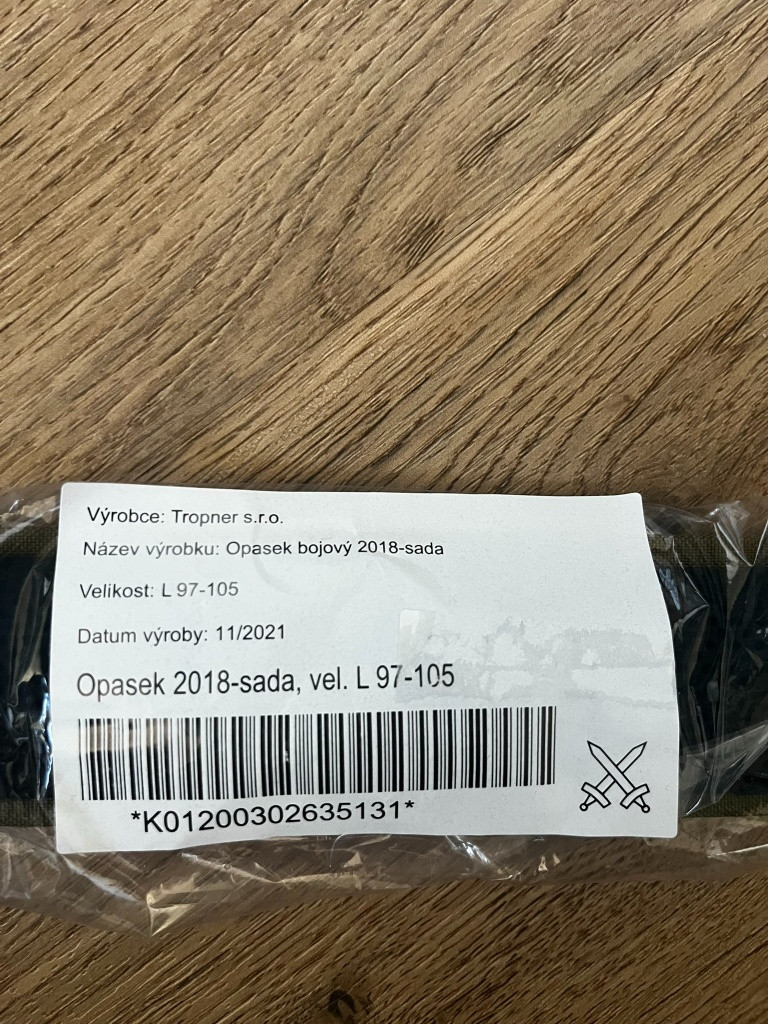 Výrobce: Tropner s.r.o.
Název výrobku: Opasek bojový 2018-sada
Velikost: L 97-105
Datum výroby: 11/2021
Opasek 2018-sada, vel. L 97-105
*K01200302635131*